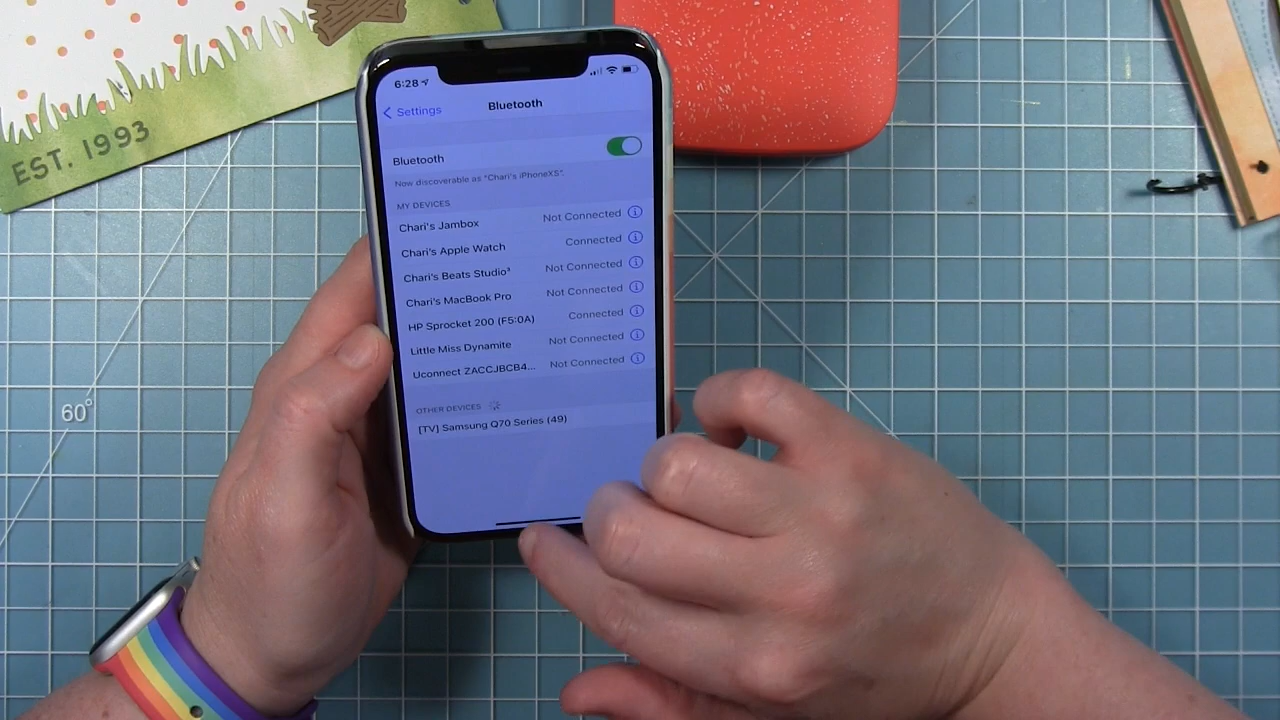 EST. 1993
6:28
Settings
Bluetooth
Bluetooth
Now discoverable as "Chari's iPhoneXS".
MY DEVICES
Chari's Jambox Not Connected
Chari's Apple Watch Connected
Chari's Beats Studio³ Not Connected
Chari's MacBook Pro Not Connected
HP Sprocket 200 (F5:0A) Connected
Little Miss Dynamite Not Connected
Uconnect ZACCJBCB4... Not Connected
OTHER DEVICES
[TV] Samsung Q70 Series (49)
60°